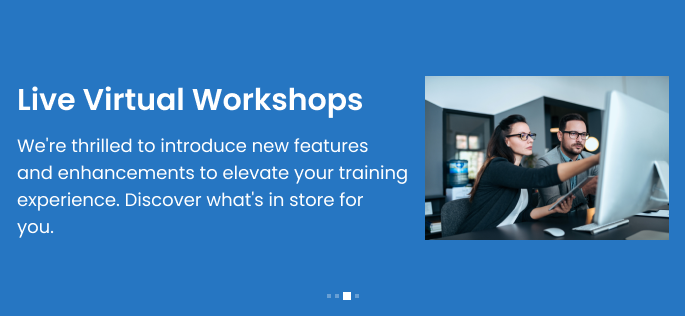 Live Virtual Workshops
We're thrilled to introduce new features
and enhancements to elevate your training
experience. Discover what's in store for
you.